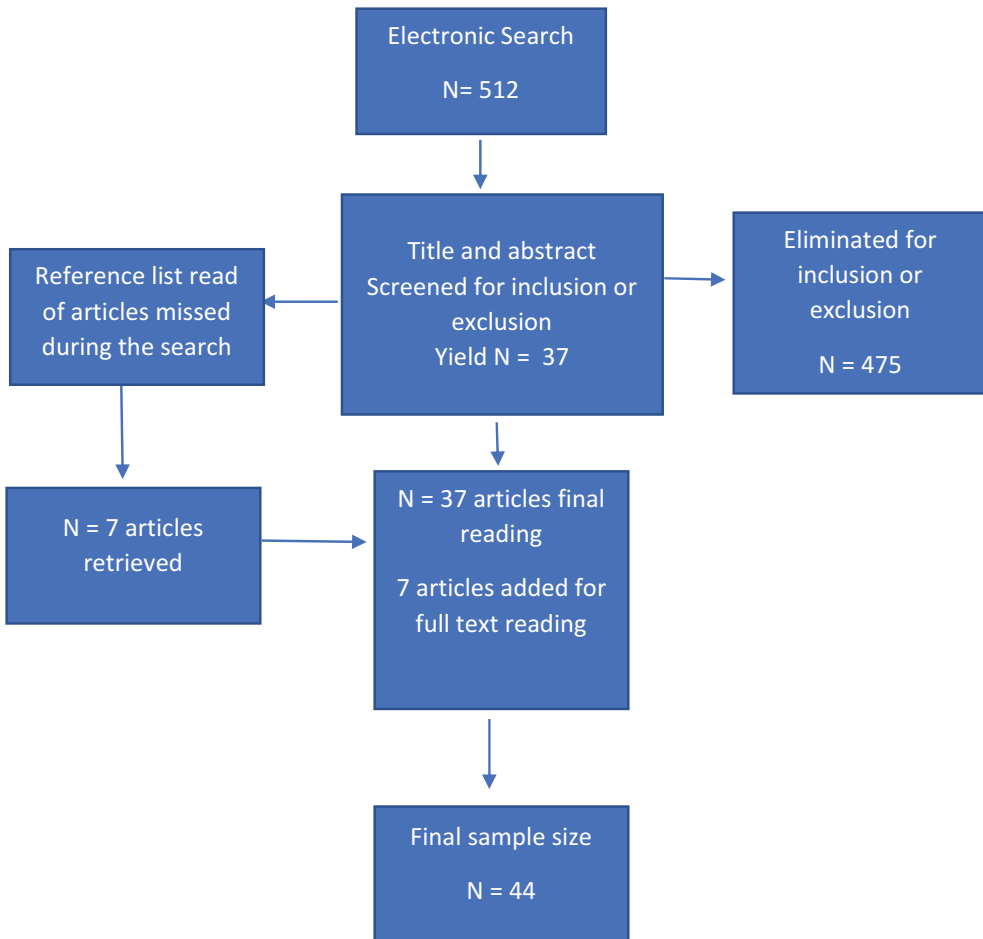 Electronic Search
N= 512
Title and abstract
Screened for inclusion or
exclusion
Yield N = 37
Eliminated for
inclusion or
exclusion
N = 475
Reference list read
of articles missed
during the search
N = 7 articles
retrieved
N = 37 articles final
reading
7 articles added for
full text reading
Final sample size
N = 44